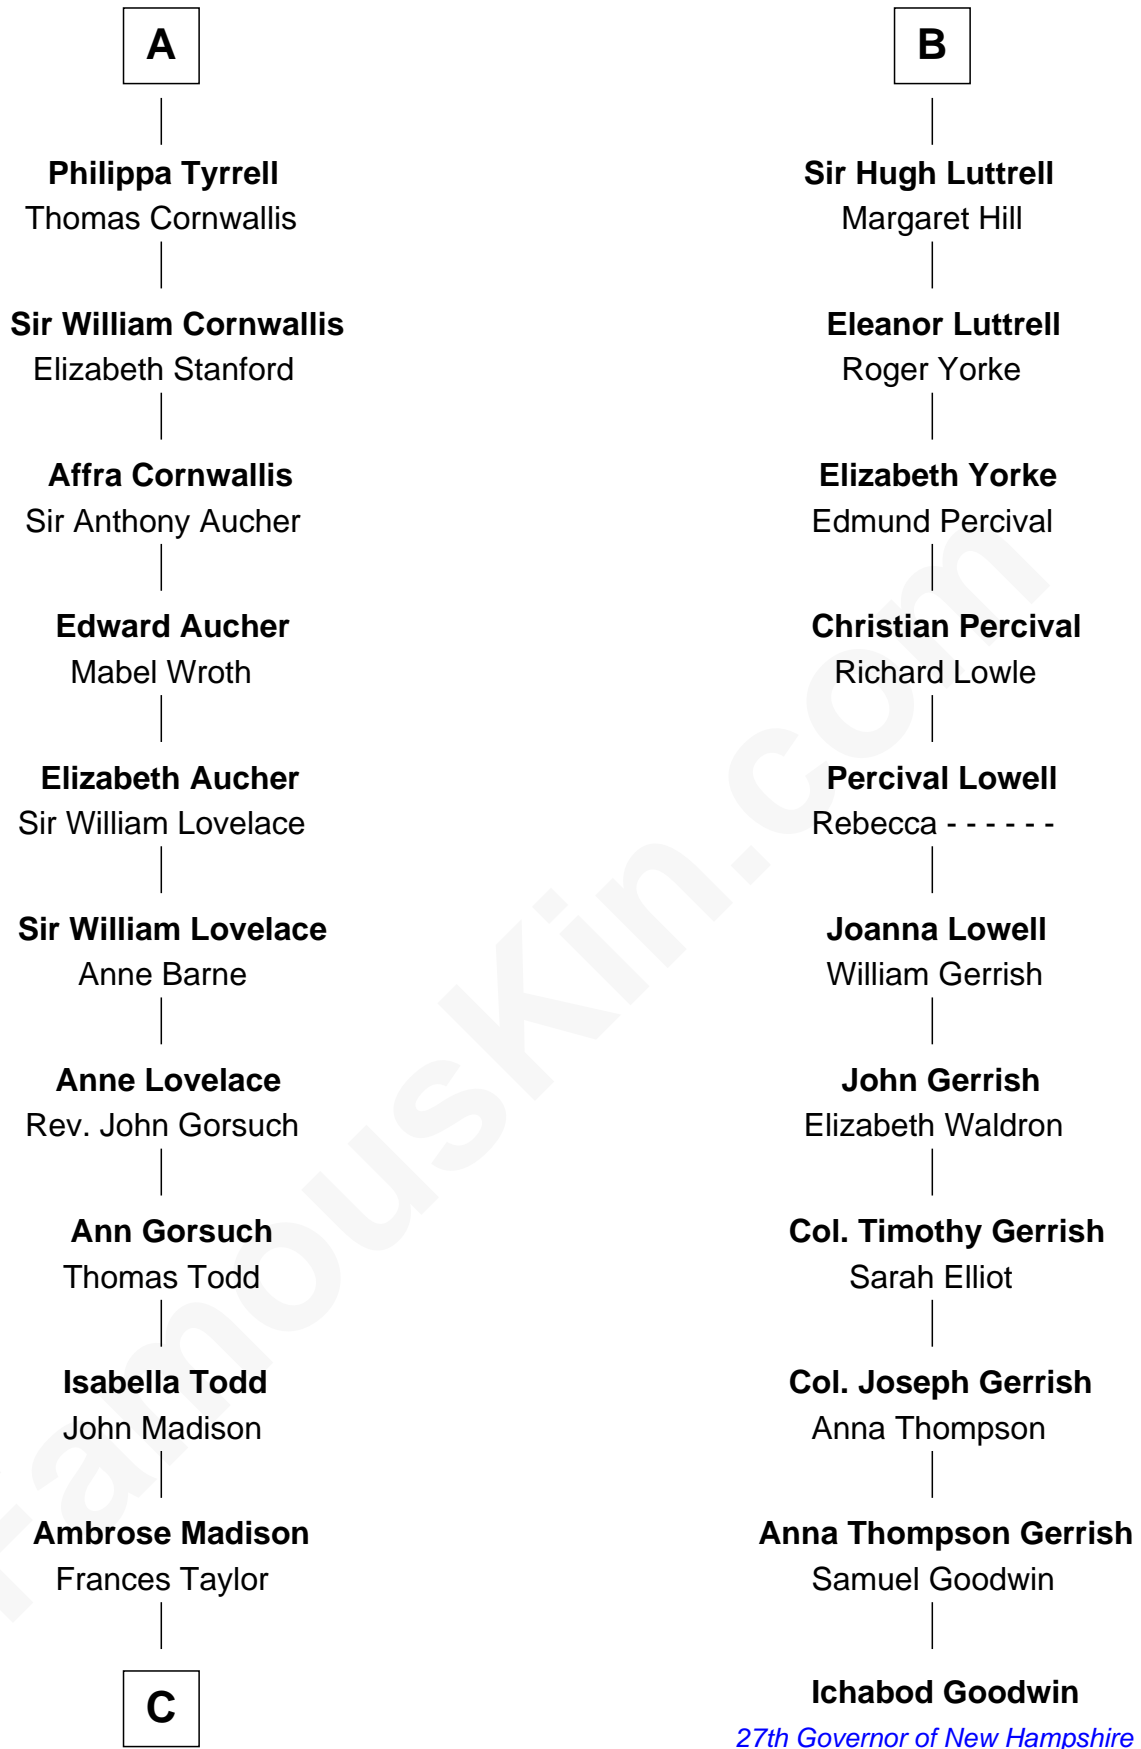 A
Philippa Tyrrell
Thomas Cornwallis
Sir William Cornwallis
Elizabeth Stanford
Affra Cornwallis
Sir Anthony Aucher
Edward Aucher
Mabel Wroth
Elizabeth Aucher
Sir William Lovelace
Sir William Lovelace
Anne Barne
Anne Lovelace
Rev. John Gorsuch
Ann Gorsuch
Thomas Todd
Isabella Todd
John Madison
Ambrose Madison
Frances Taylor
C
B
Sir Hugh Luttrell
Margaret Hill
Eleanor Luttrell
Roger Yorke
Elizabeth Yorke
Edmund Percival
Christian Percival
Richard Lowle
Percival Lowell
Rebecca - - - - - -
Joanna Lowell
William Gerrish
John Gerrish
Elizabeth Waldron
Col. Timothy Gerrish
Sarah Elliot
Col. Joseph Gerrish
Anna Thompson
Anna Thompson Gerrish
Samuel Goodwin
Ichabod Goodwin
27th Governor of New Hampshire
FamousKin.com